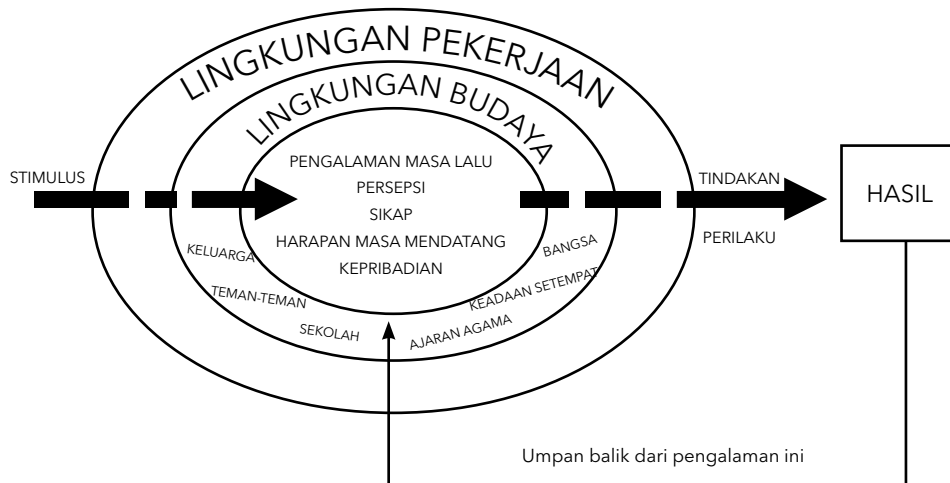 LINGKUNGAN PEKERJAAN
LINGKUNGAN BUDAYA
STIMULUS
PENGALAMAN MASA LALU
PERSEPSI
SIKAP
HARAPAN MASA MENDATANG
KEPRIBADIAN
KELUARGA
TEMAN-TEMAN
SEKOLAH
AJARAN AGAMA
KEADAAN SETEMPAT
BANGSA
TINDAKAN
PERILAKU
HASIL
Umpan balik dari pengalaman ini